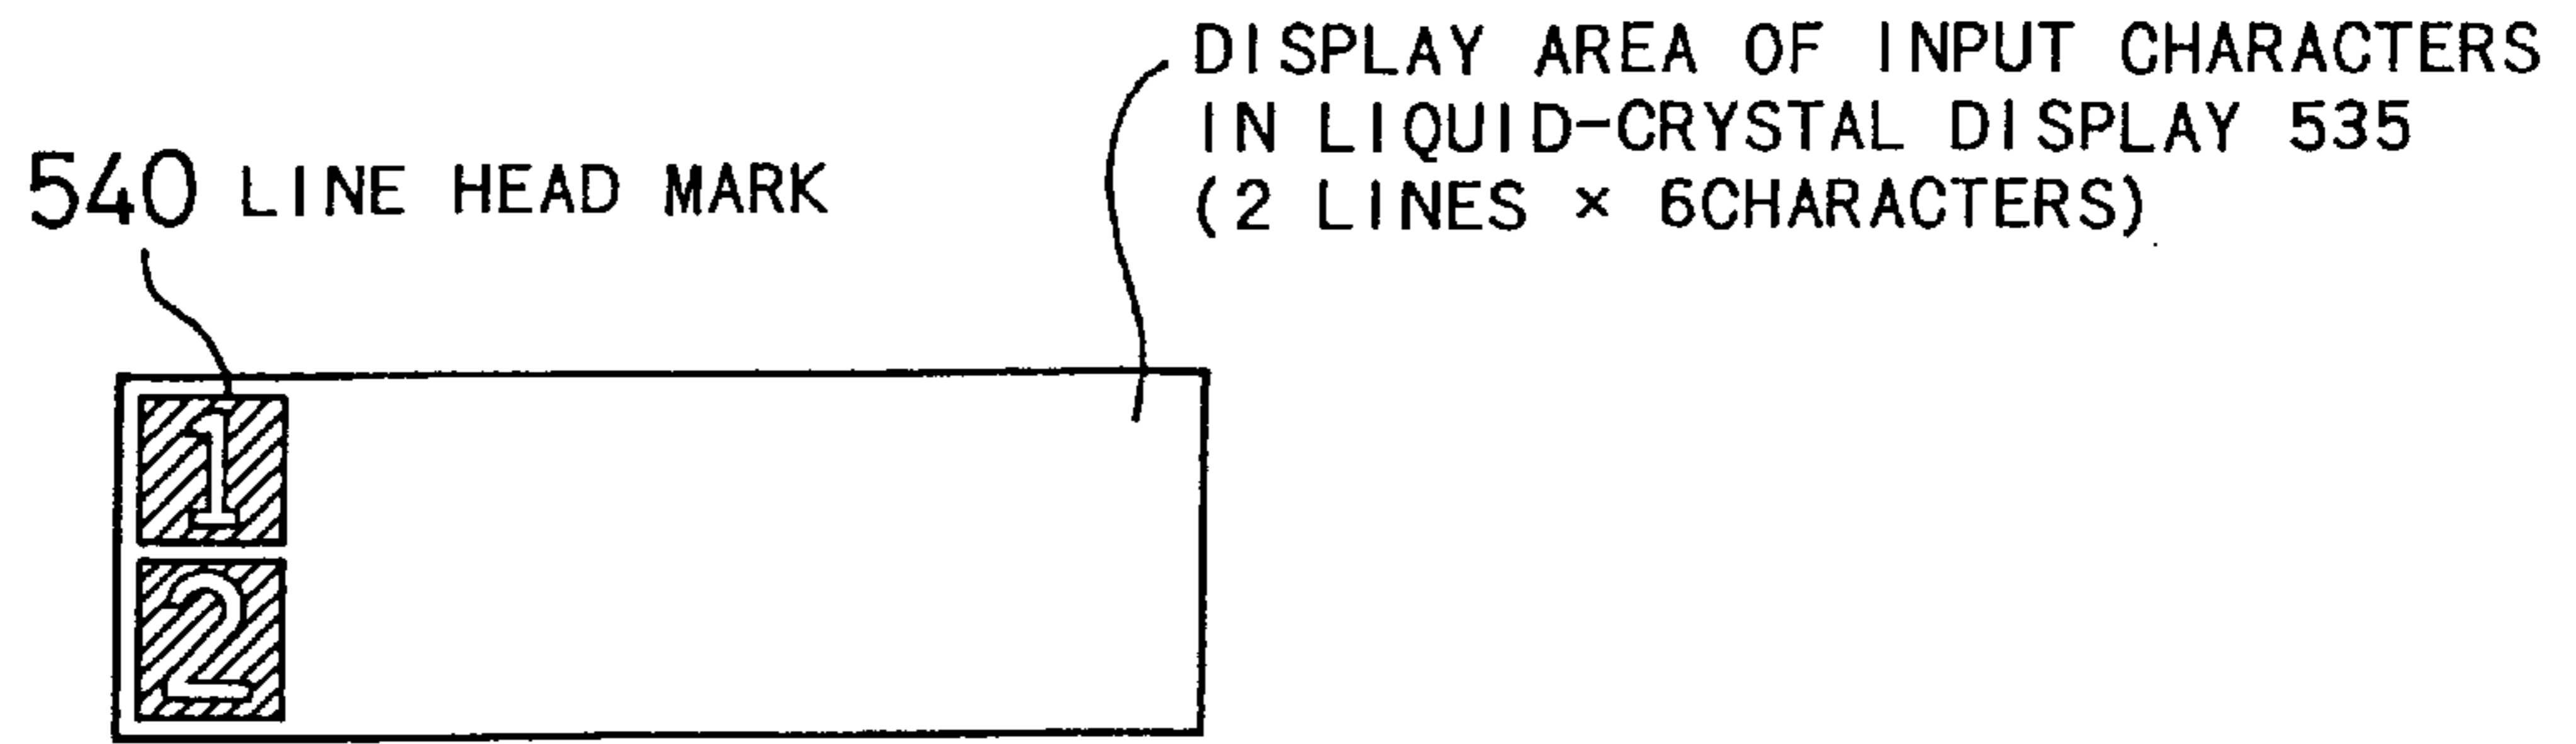 DISPLAY AREA OF INPUT CHARACTERS
IN LIQUID-CRYSTAL DISPLAY 535
(2 LINES × 6CHARACTERS)
540 LINE HEAD MARK
1
2